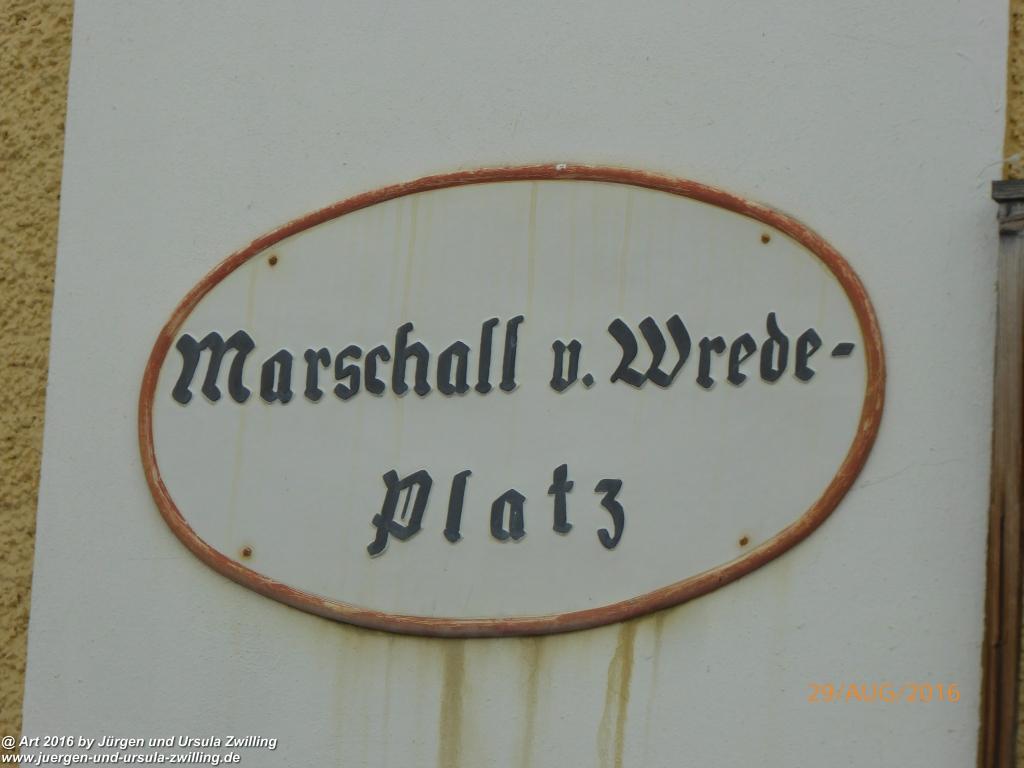 Marschall v. Wrede-
Platz
29/AUG/2016
@ Art 2016 by Jürgen und Ursula Zwilling
www.juergen-und-ursula-zwilling.de